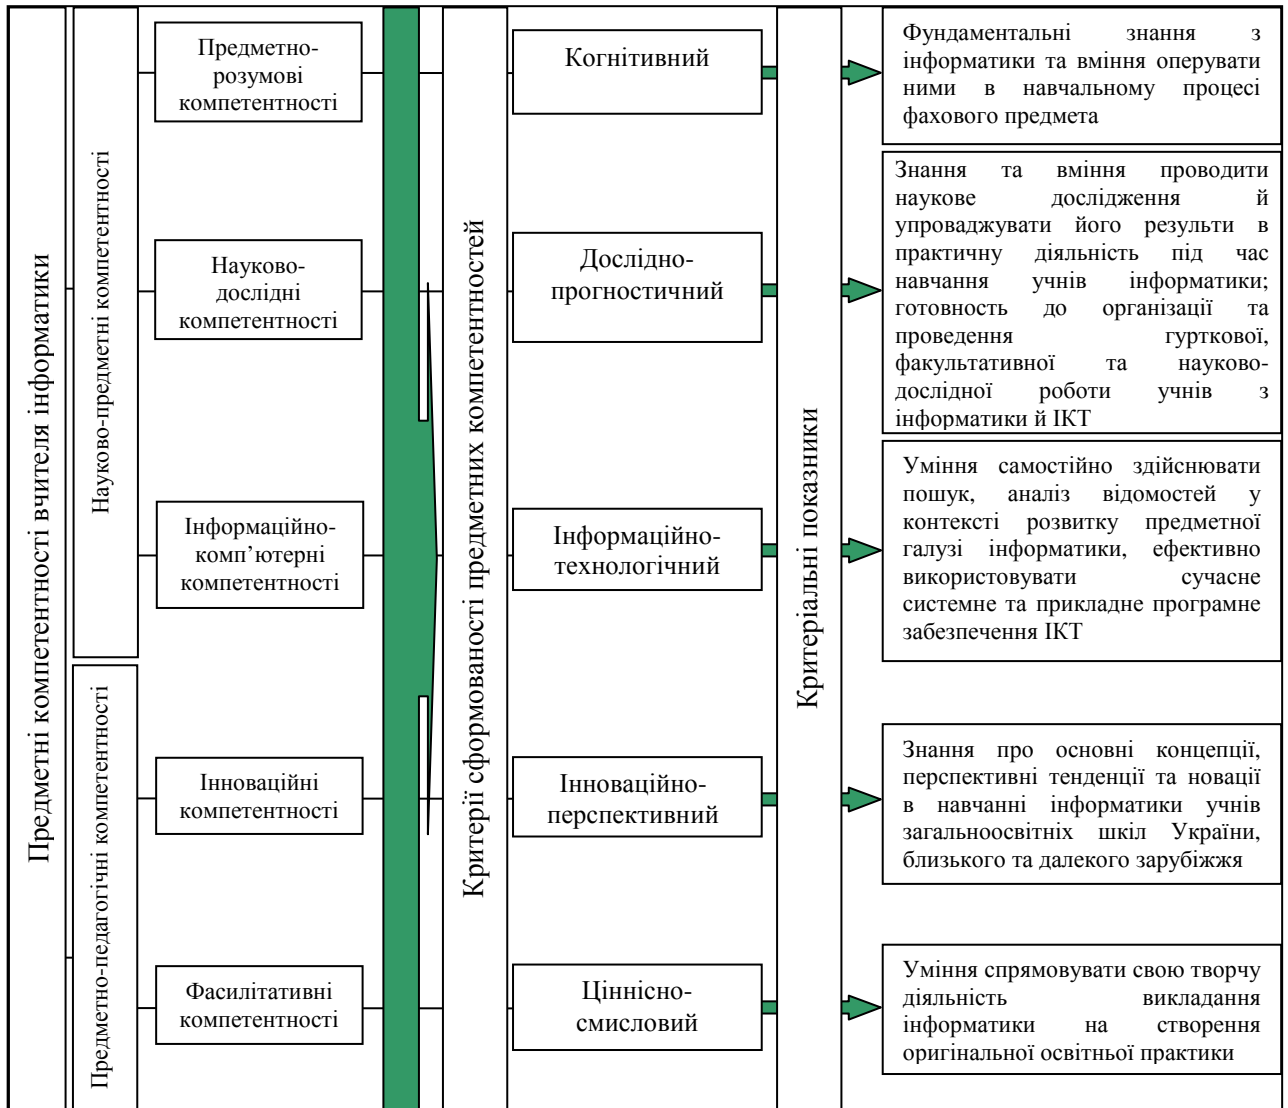 Предметні компетентності вчителя інформатики
Науково-предметні компетентності
Предметно-педагогічні компетентності
Предметно-
розумові
компетентності
Науково-
дослідні
компетентності
Інформаційно-
комп’ютерні
компетентності
Інноваційні
компетентності
Фасилітативні
компетентності
Критерії сформованості предметних компетентностей
Когнітивний
Дослідно-
прогностичний
Інформаційно-
технологічний
Інноваційно-
перспективний
Ціннісно-
смисловий
Критеріальні показники
Фундаментальні знання з
інформатики та вміння оперувати
ними в навчальному процесі
фахового предмета
Знання та вміння проводити
наукове дослідження й
упроваджувати його результи в
практичну діяльність під час
навчання учнів інформатики;
готовность до організації та
проведення гурткової,
факультативної та науково-
дослідної роботи учнів з
інформатики й ІКТ
Уміння самостійно здійснювати
пошук, аналіз відомостей у
контексті розвитку предметної
галузі інформатики, ефективно
використовувати сучасне
системне та прикладне програмне
забезпечення ІКТ
Знання про основні концепції,
перспективні тенденції та новації
в навчанні інформатики учнів
загальноосвітніх шкіл України,
близького та далекого зарубіжжя
Уміння спрямовувати свою творчу
діяльність викладання
інформатики на створення
оригінальної освітньої практики